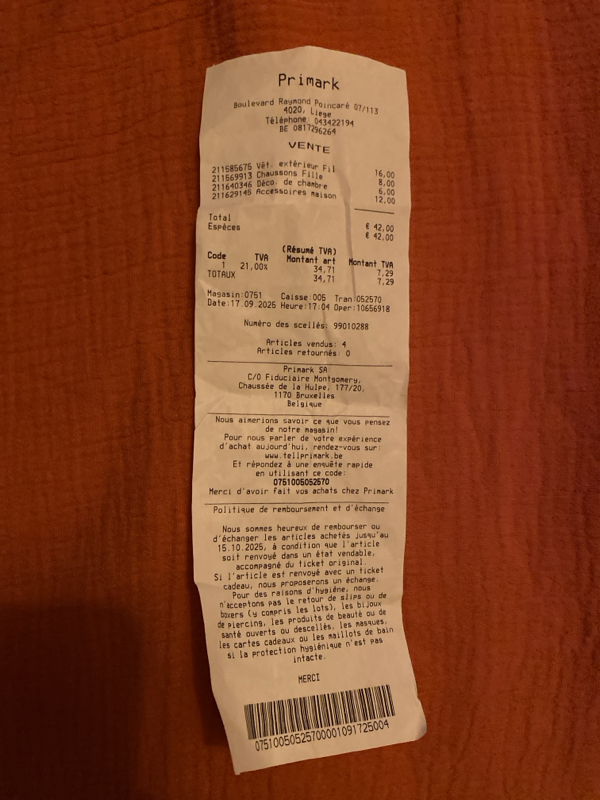 Primark
Boulevard Raymond Poincaré 07/113
4020, Liege
Téléphone: 043422194
BE 0817296264
VENTE
211585675 Vêt. extérieur Fil 16,00
211569913 Chaussons Fille 8,00
211640346 Déco. de chambre 6,00
211629145 Accessoires maison 12,00
Total € 42,00
Espèces € 42,00
(Résumé TVA)
Code TVA Montant art Montant TVA
1 21,00% 34,71 7,29
TOTAUX 34,71 7,29
Magasin:0751 Caisse:005 Tran:052570
Date:17.09.2025 Heure:17:04 Oper:10656918
Numéro des scellés: 99010288
Articles vendus: 4
Articles retournés: 0
Primark SA
C/O Fiduciaire Montgomery,
Chaussée de la Hulpe, 177/20,
1170 Bruxelles
Belgique
Nous aimerions savoir ce que vous pensez
de notre magasin!
Pour nous parler de votre expérience
d'achat aujourd'hui, rendez-vous sur:
www.tellprimark.be
Et répondez à une enquête rapide
en utilisant ce code:
0751005052570
Merci d'avoir fait vos achats chez Primark
Politique de remboursement et d'échange
Nous sommes heureux de rembourser ou
d'échanger les articles achetés jusqu'au
15.10.2025, à condition que l'article
soit renvoyé dans un état vendable,
accompagné du ticket original.
Si l'article est renvoyé avec un ticket
cadeau, nous proposerons un échange.
Pour des raisons d'hygiène, nous
n'acceptons pas le retour de slips ou de
boxers (y compris les lots), les bijoux
de piercing, les produits de beauté ou de
santé ouverts ou descellés, les masques,
les cartes cadeaux ou les maillots de bain
si la protection hygiénique n'est pas
intacte.
MERCI
07510050525700001091725004